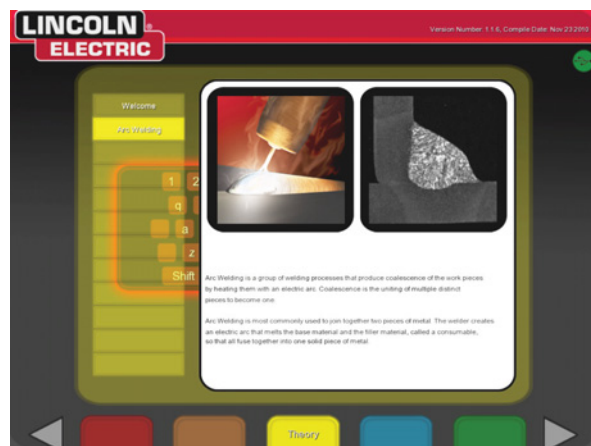 LINCOLN
ELECTRIC
Version Number: 1.1.6, Compile Date: Nov 23 2010
Welcome
Arc Welding
1 2
q
a
z
Shift
Arc Welding is a group of welding processes that produce coalescence of the work pieces
by heating them with an electric arc. Coalescence is the uniting of multiple distinct
pieces to become one.
Arc Welding is most commonly used to join together two pieces of metal. The welder creates
an electric arc that melts the base material and the filler material, called a consumable,
so that all fuse together into one solid piece of metal.
Theory